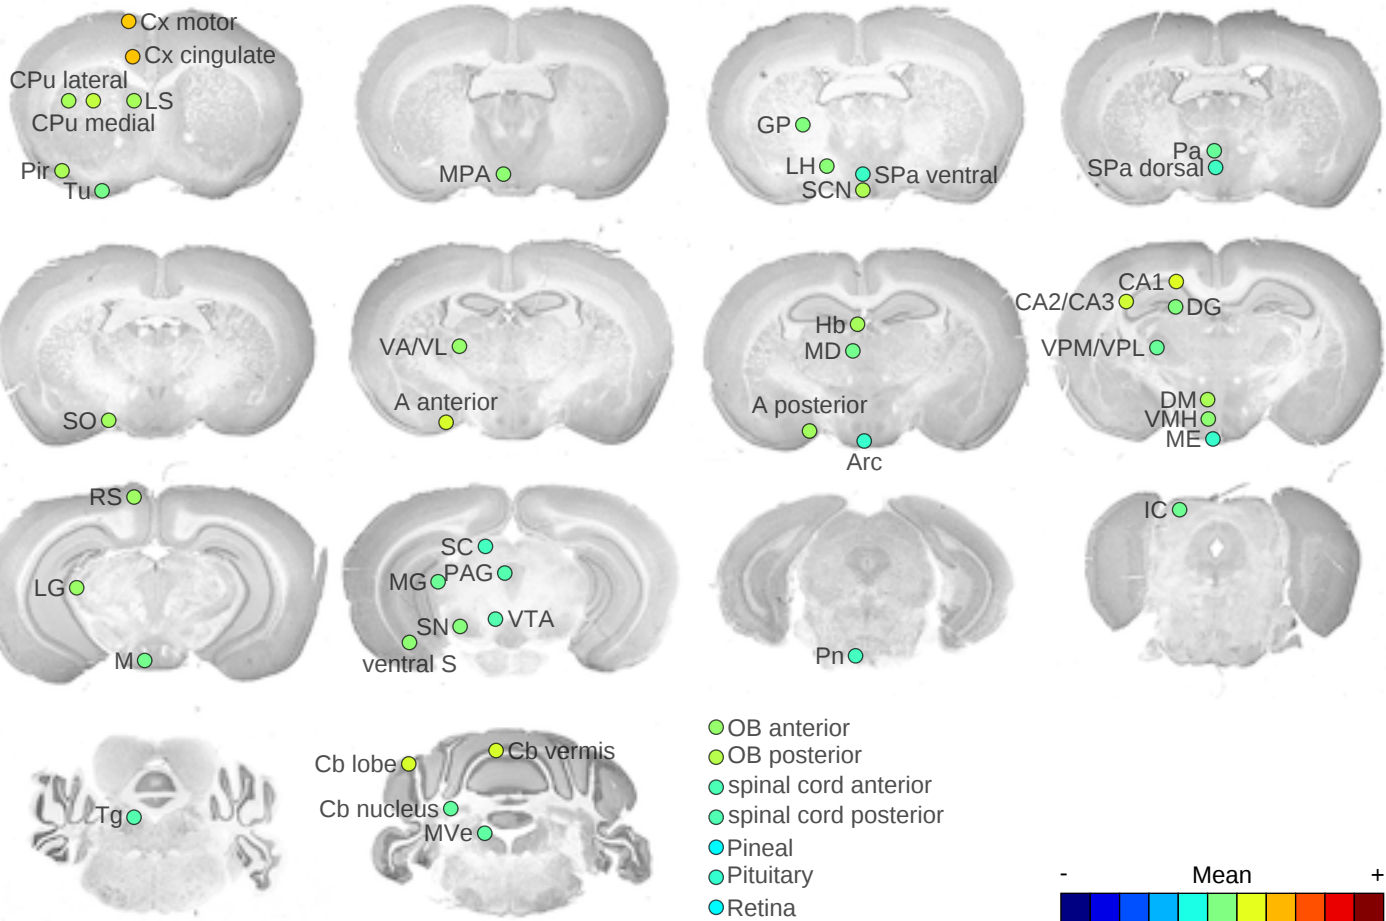 Cx motor
Cx cingulate
CPu lateral
LS
CPu medial
Pir
Tu
MPA
GP
LH
SPa ventral
SCN
Pa
SPa dorsal
SO
VA/VL
A anterior
Hb
MD
A posterior
Arc
CA1
CA2/CA3
DG
VPM/VPL
DM
VMH
ME
RS
LG
M
SC
PAG
MG
VTA
SN
ventral S
Pn
IC
Tg
Cb lobe
Cb vermis
Cb nucleus
MVe
OB anterior
OB posterior
spinal cord anterior
spinal cord posterior
Pineal
Pituitary
Retina
- Mean +